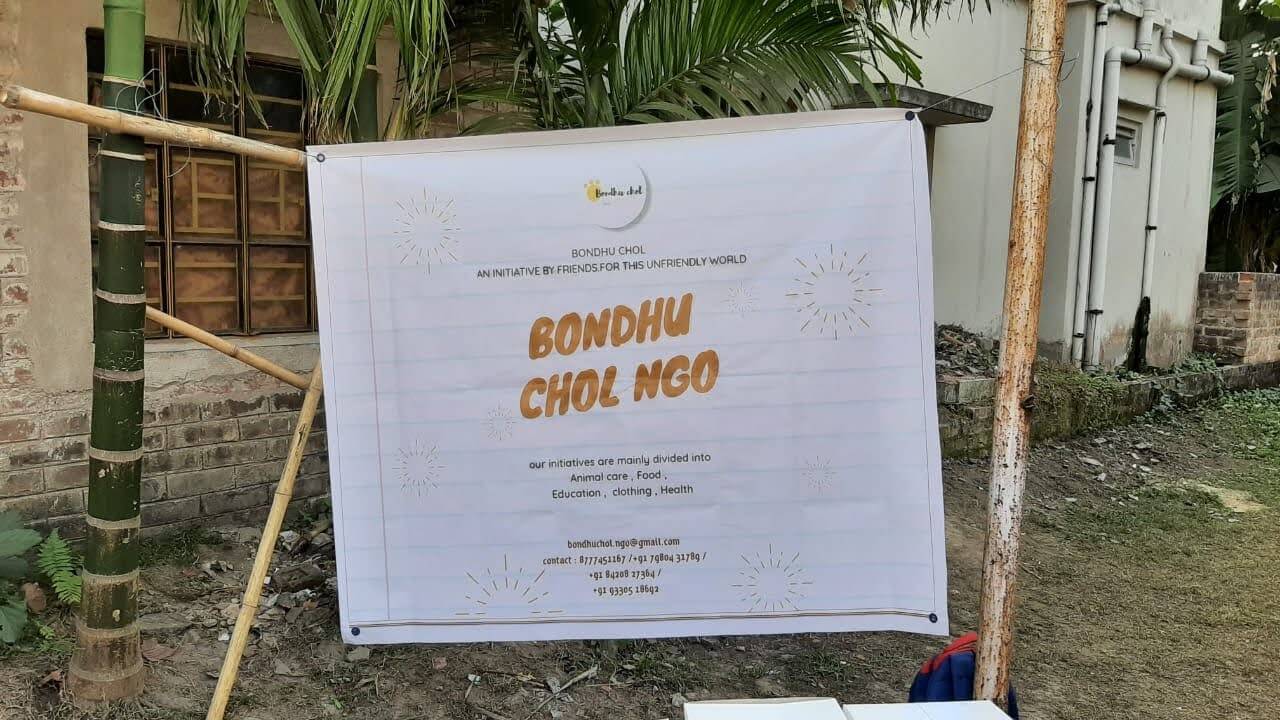 Bondhu chol
BONDHU CHOL
AN INITIATIVE BY FRIENDS.FOR THIS UNFRIENDLY WORLD
BONDHU
CHOL NGO
our initiatives are mainly divided into
Animal care , Food ,
Education , clothing , Health
bondhuchol.ngo@gmail.com
contact : 8777451167 /+91 79804 31789 /
+91 84208 27364 /
+91 93305 18692